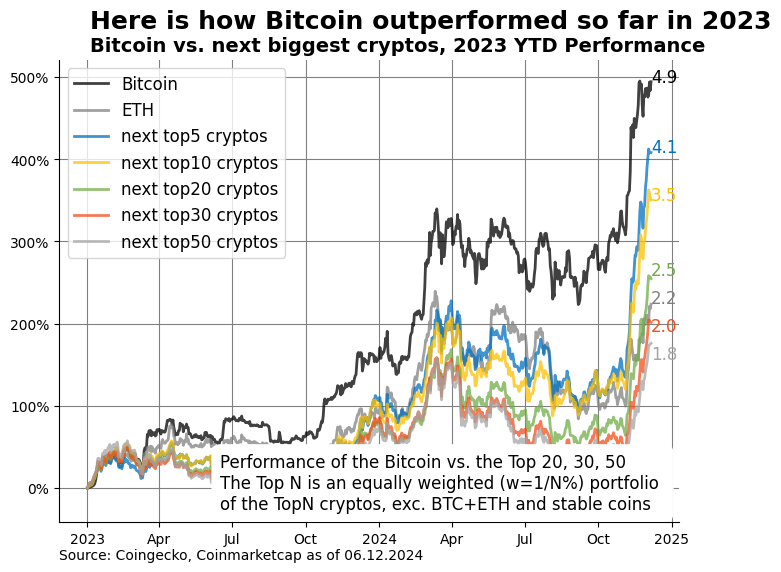 Here is how Bitcoin outperformed so far in 2023
Bitcoin vs. next biggest cryptos, 2023 YTD Performance
500%
400%
300%
200%
100%
0%
Bitcoin
ETH
next top5 cryptos
next top10 cryptos
next top20 cryptos
next top30 cryptos
next top50 cryptos
4.9
4.1
3.5
2.5
2.2
2.0
1.8
Performance of the Bitcoin vs. the Top 20, 30, 50
The Top N is an equally weighted (w=1/N%) portfolio
of the TopN cryptos, exc. BTC+ETH and stable coins
2023 Apr Jul Oct 2024 Apr Jul Oct 2025
Source: Coingecko, Coinmarketcap as of 06.12.2024